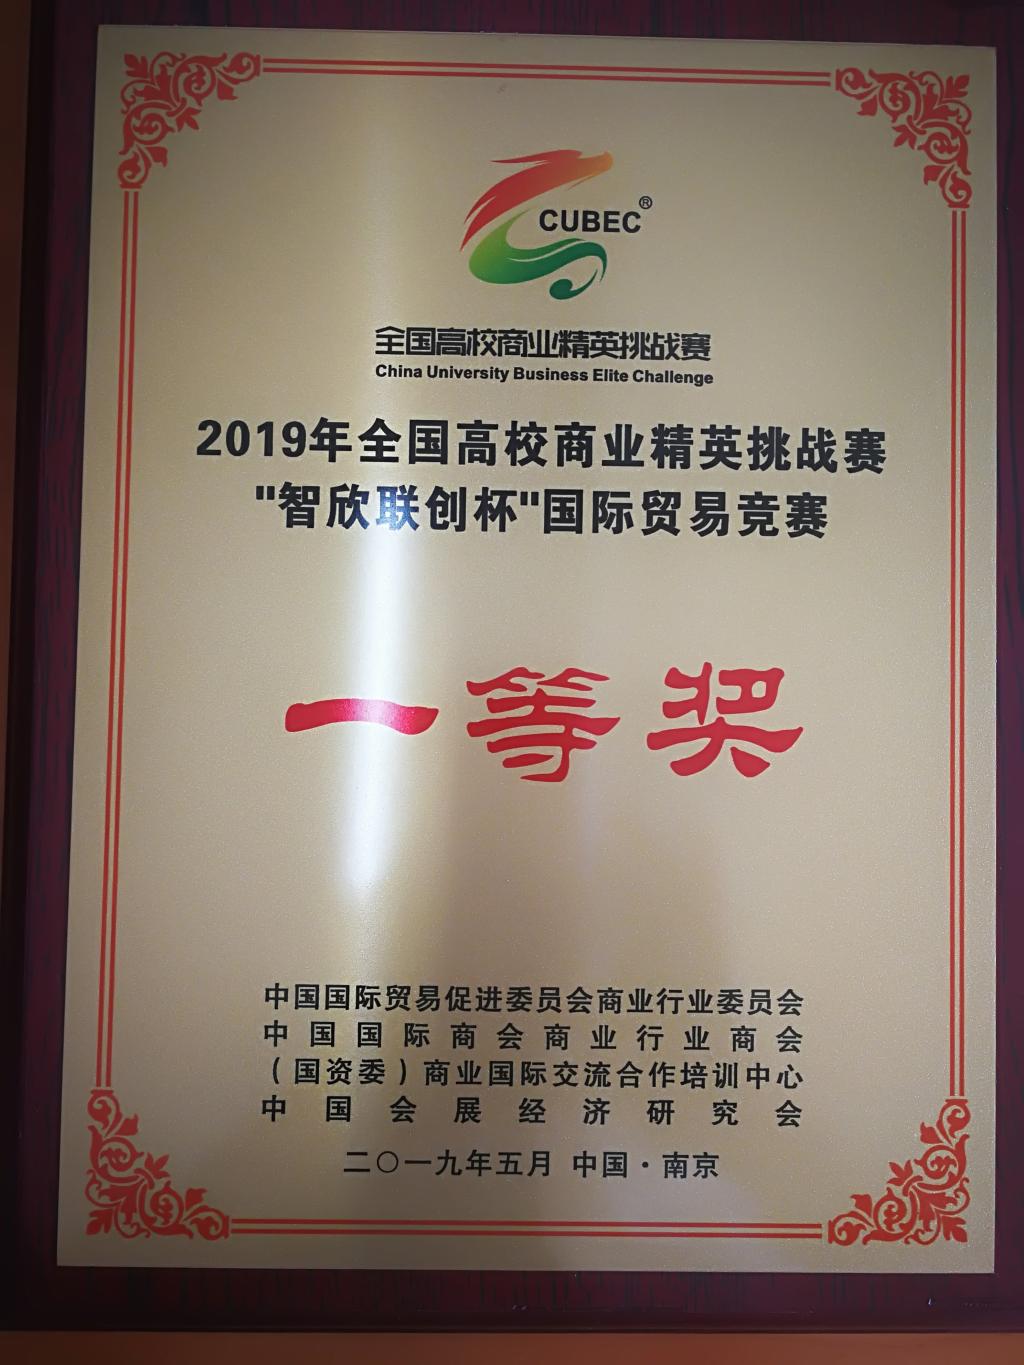 CUBEC®
全国高校商业精英挑战赛
China University Business Elite Challenge
2019年全国高校商业精英挑战赛
"智欣联创杯"国际贸易竞赛
一等奖
中国国际贸易促进委员会商业行业委员会
中国国际商会商业行业商会
（国资委）商业国际交流合作培训中心
中国会展经济研究会
二〇一九年五月 中国·南京